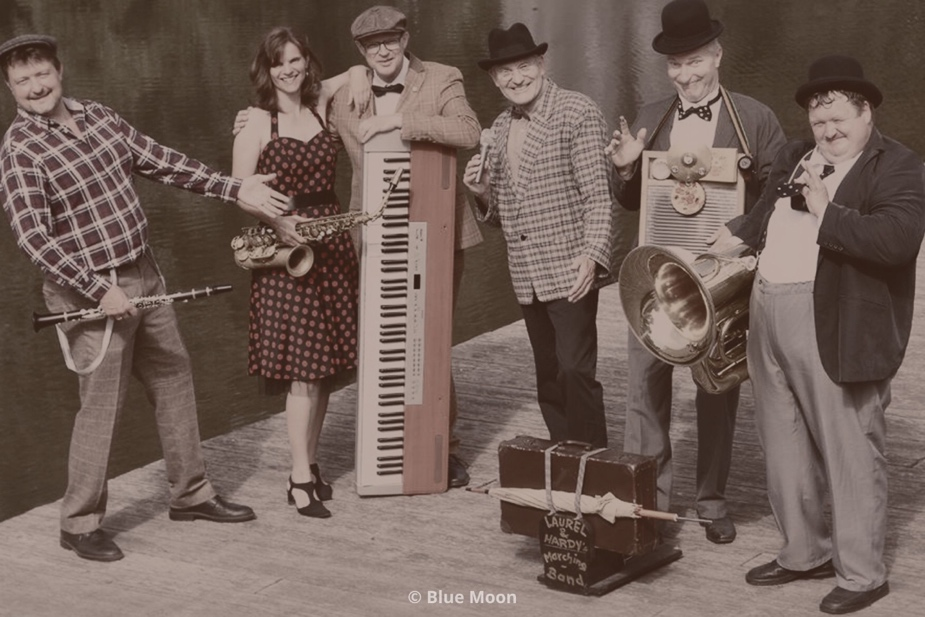 LAUREL
&
HARDY's
Marching
-
Band
© Blue Moon